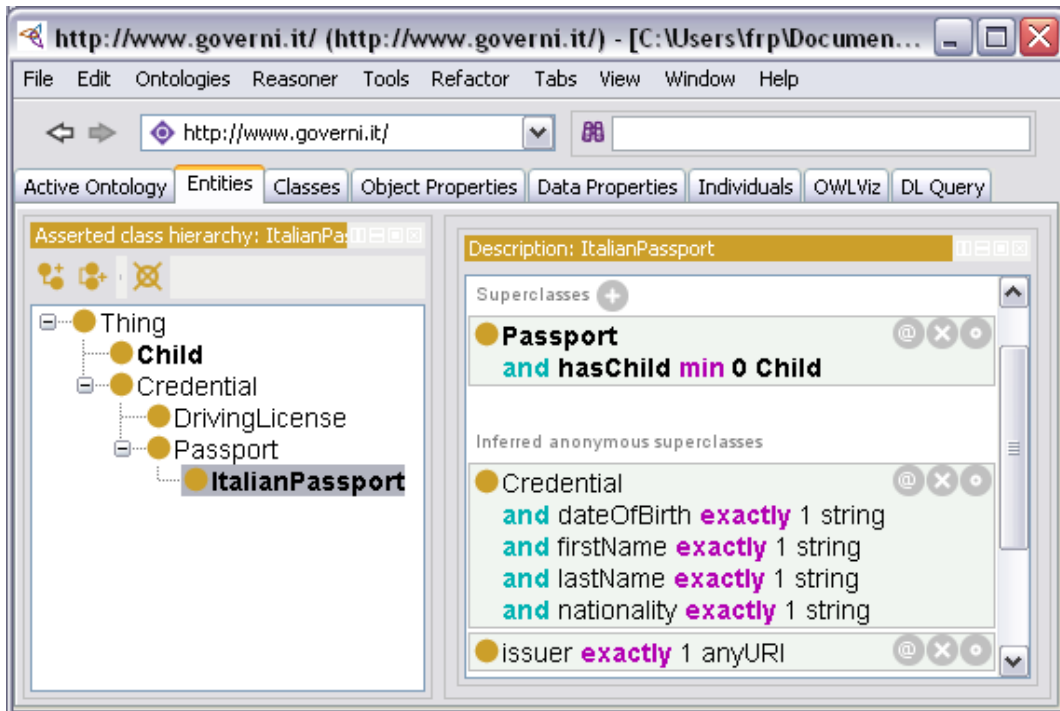 http://www.governi.it/ (http://www.governi.it/) - [C:\Users\frp\Documen...
File Edit Ontologies Reasoner Tools Refactor Tabs View Window Help
http://www.governi.it/
Active Ontology Entities Classes Object Properties Data Properties Individuals OWLViz DL Query
Asserted class hierarchy: ItalianPas
Thing
Child
Credential
DrivingLicense
Passport
ItalianPassport
Description: ItalianPassport
Superclasses
Passport
and hasChild min 0 Child
Inferred anonymous superclasses
Credential
and dateOfBirth exactly 1 string
and firstName exactly 1 string
and lastName exactly 1 string
and nationality exactly 1 string
issuer exactly 1 anyURI